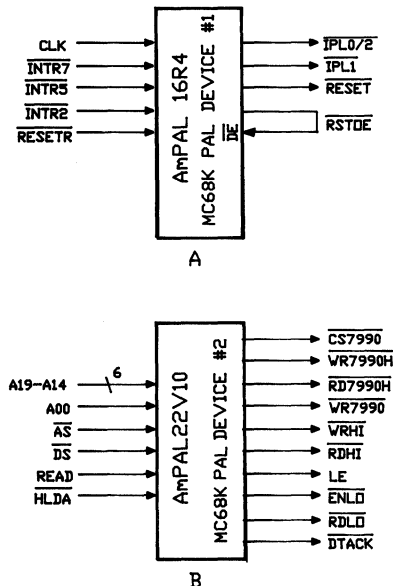 CLK
INTR7
INTR5
INTR2
RESETR
AmPAL 16R4
MC68K PAL DEVICE #1
OE
IPL0/2
IPL1
RESET
RSTOE
A
A19-A14
6
A00
AS
DS
READ
HLDA
AmPAL22V10
MC68K PAL DEVICE #2
CS7990
WR7990H
RD7990H
WR7990
WRHI
RDHI
LE
ENLO
RDLO
DTACK
B